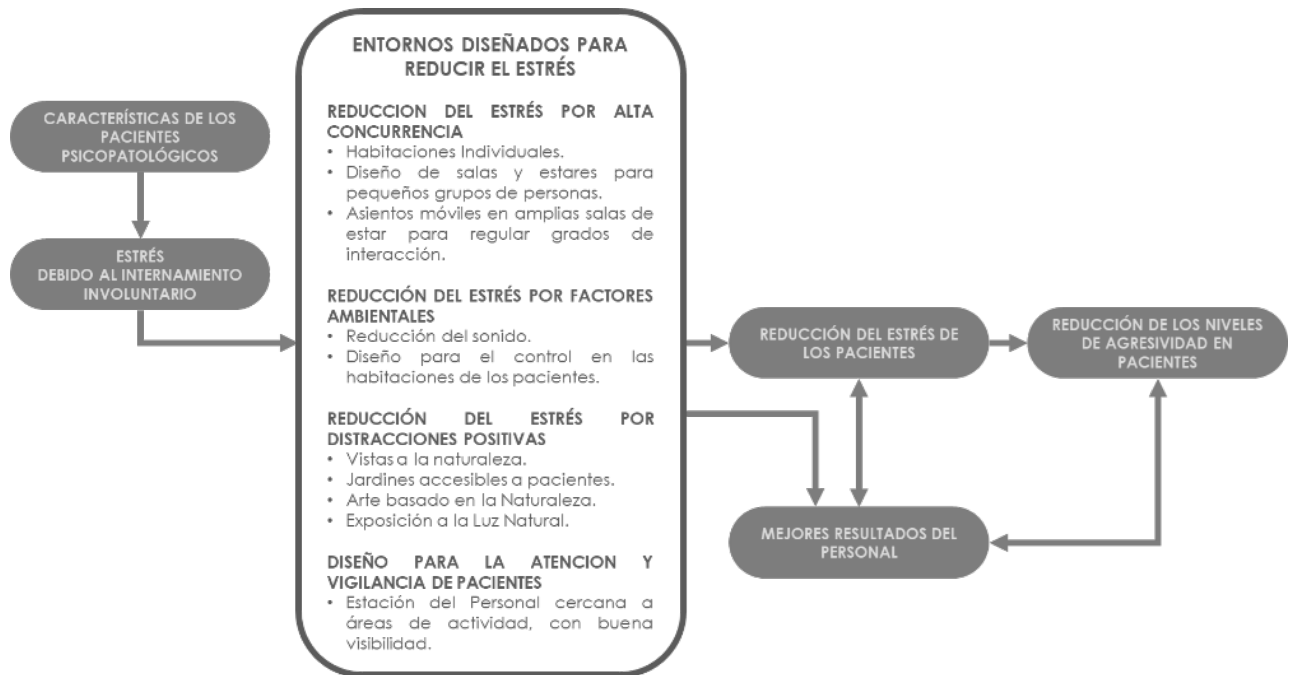 CARACTERÍSTICAS DE LOS
PACIENTES
PSICOPATOLÓGICOS
ESTRÉS
DEBIDO AL INTERNAMIENTO
INVOLUNTARIO
ENTORNOS DISEÑADOS PARA
REDUCIR EL ESTRÉS
REDUCCION DEL ESTRÉS POR ALTA
CONCURRENCIA
• Habitaciones Individuales.
• Diseño de salas y estares para
pequeños grupos de personas.
• Asientos móviles en amplias salas de
estar para regular grados de
interacción.
REDUCCIÓN DEL ESTRÉS POR FACTORES
AMBIENTALES
• Reducción del sonido.
• Diseño para el control en las
habitaciones de los pacientes.
REDUCCIÓN DEL ESTRÉS POR
DISTRACCIONES POSITIVAS
• Vistas a la naturaleza.
• Jardines accesibles a pacientes.
• Arte basado en la Naturaleza.
• Exposición a la Luz Natural.
DISEÑO PARA LA ATENCION Y
VIGILANCIA DE PACIENTES
• Estación del Personal cercana a
áreas de actividad, con buena
visibilidad.
REDUCCIÓN DEL ESTRÉS DE
LOS PACIENTES
REDUCCIÓN DE LOS NIVELES
DE AGRESIVIDAD EN
PACIENTES
MEJORES RESULTADOS DEL
PERSONAL